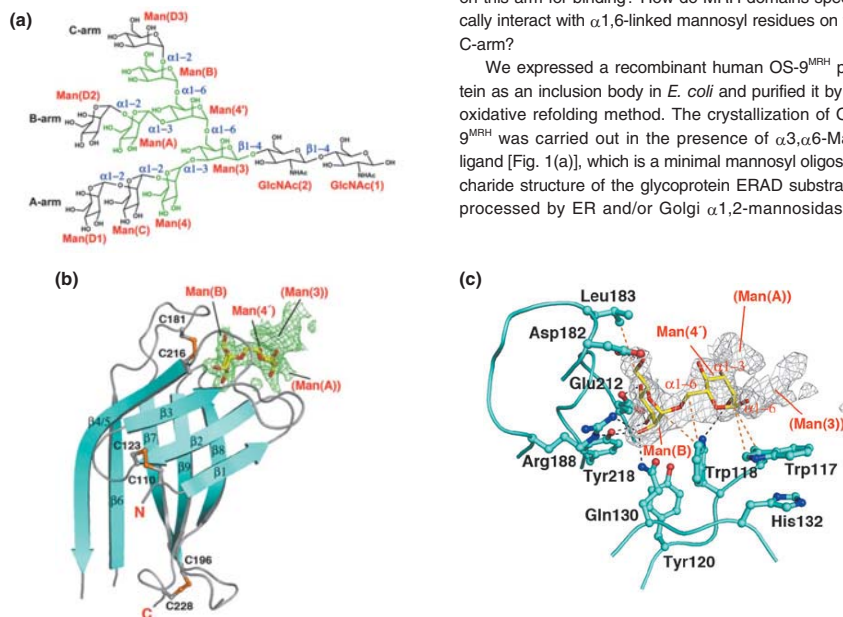 on this arm for binding? How do MRH domains spec
cally interact with α1,6-linked mannosyl residues on
C-arm?
We expressed a recombinant human OS-9MRH p
tein as an inclusion body in E. coli and purified it by
oxidative refolding method. The crystallization of O
9MRH was carried out in the presence of α3,α6-Ma
ligand [Fig. 1(a)], which is a minimal mannosyl oligos
charide structure of the glycoprotein ERAD substra
processed by ER and/or Golgi α1,2-mannosidas
(a)
Man(D3)
C-arm
α1–2
Man(B)
α1–6
Man(D2)
α1–2
Man(4')
B-arm
α1–3
α1–6
Man(A)
β1–4
β1–4
α1–2
α1–2
α1–3
Man(3)
NHAc
NHAc
GlcNAc(2)
GlcNAc(1)
A-arm
Man(D1)
Man(C)
Man(4)
(b)
Man(B)
(Man(3))
Man(4´)
C181
C216
(Man(A))
β4/5
β3
C123
β7
β2
β8
β1
C110
β9
β6
N
C196
C
C228
(c)
Leu183
(Man(A))
Asp182
Man(4´)
α1–3
Glu212
α1–6
α1–6
(Man(3))
Man(B)
Arg188
Tyr218
Trp118
Trp117
Gln130
His132
Tyr120